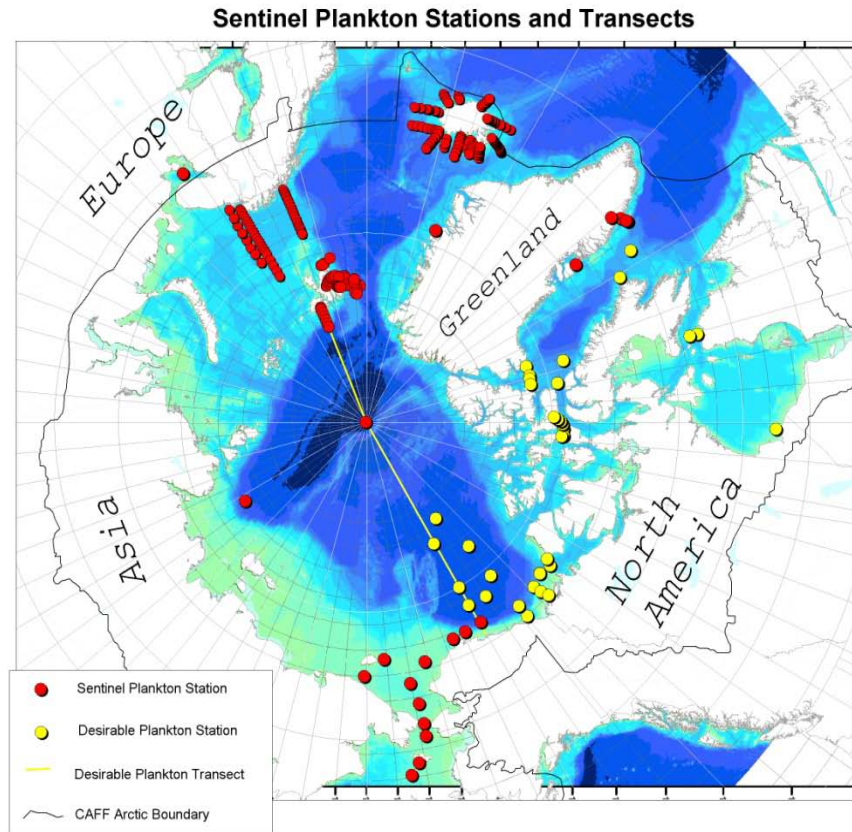 Sentinel Plankton Stations and Transects
Europe
Greenland
Asia
North
America
Sentinel Plankton Station
Desirable Plankton Station
Desirable Plankton Transect
CAFF Arctic Boundary